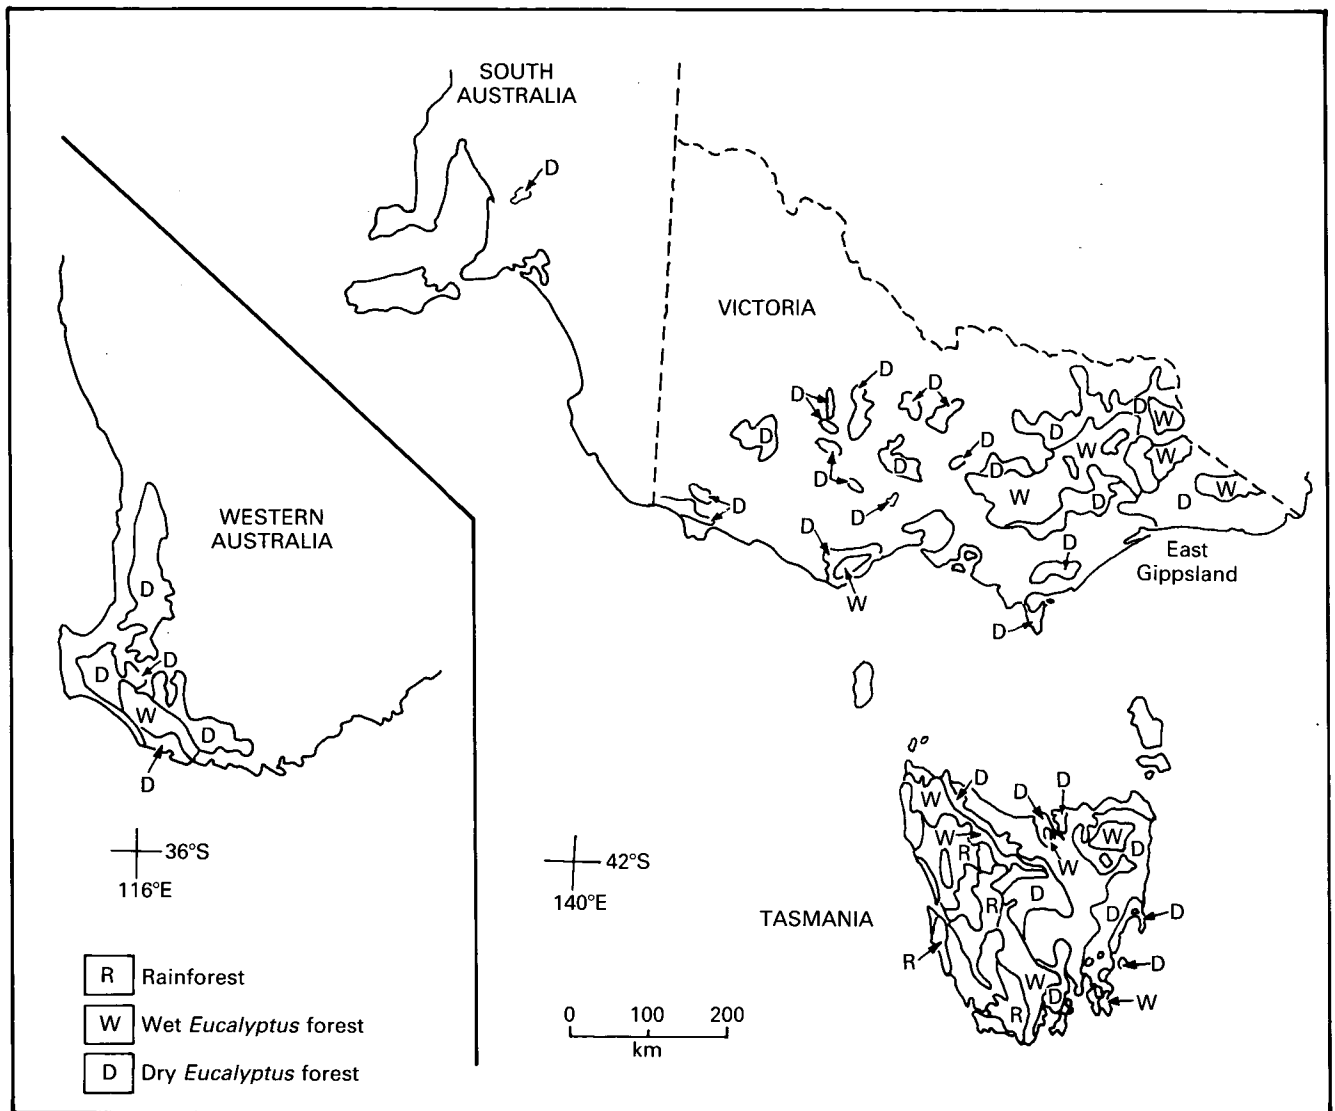 SOUTH
AUSTRALIA
D
VICTORIA
D
D
D
D
W
D
D
W
W
D
D
D
W
D
W
D
D
D
D
D
East
Gippsland
W
D
WESTERN
AUSTRALIA
D
D
D
W
D
D
36°S
116°E
42°S
140°E
TASMANIA
D
D
D
W
W
W
D
R
W
D
R
D
D
R
D
W
D
W
R
R Rainforest
W Wet Eucalyptus forest
D Dry Eucalyptus forest
0 100 200
km